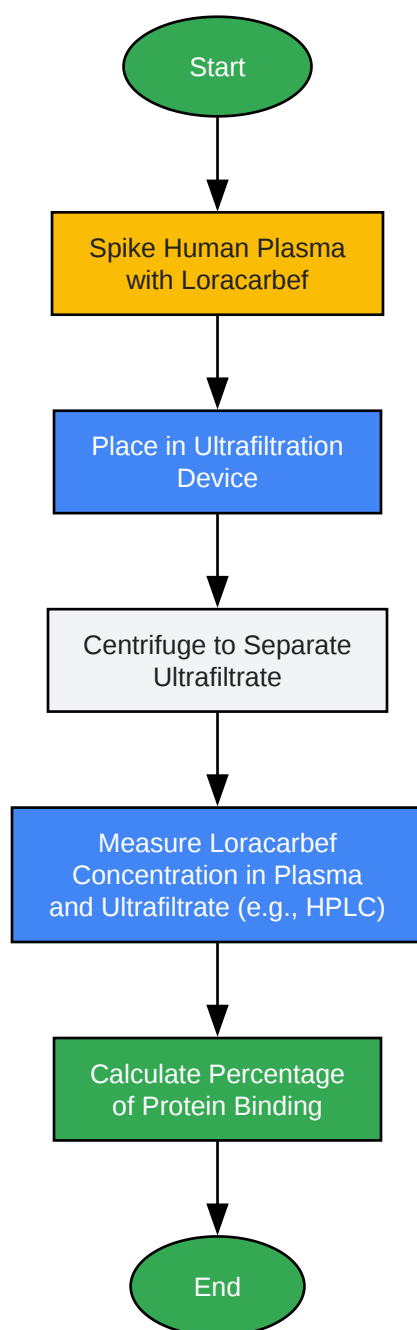 Start
Spike Human Plasma
with Loracarbef
Place in Ultrafiltration
Device
Centrifuge to Separate
Ultrafiltrate
Measure Loracarbef
Concentration in Plasma
and Ultrafiltrate (e.g., HPLC)
Calculate Percentage
of Protein Binding
End